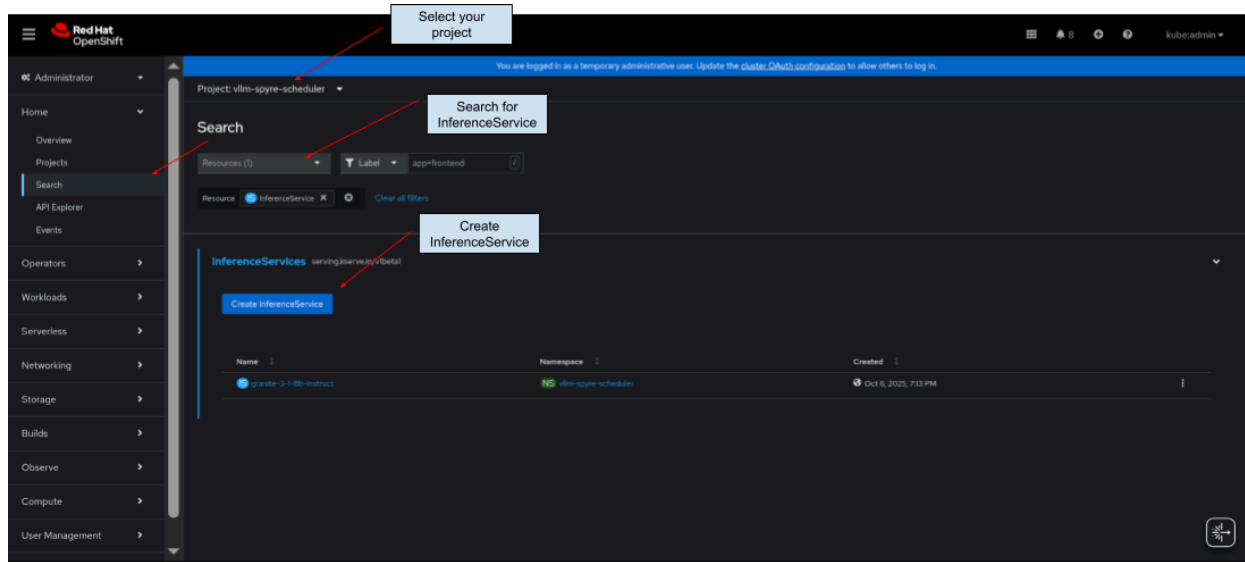 Select your
project
Red Hat
OpenShift
8
kube:admin
You are logged in as a temporary administrative user. Update the cluster OAuth configuration to allow others to log in.
Administrator
Project: vllm-spyre-scheduler
Search for
InferenceService
Home
Search
Overview
Projects
Resources (1)
Label
app=frontend
/
Search
Resource
IS InferenceService
Clear all filters
API Explorer
Events
Create
InferenceService
Operators
InferenceServices serving.kserve.io/v1beta1
Workloads
Create InferenceService
Serverless
Networking
Name
Namespace
Created
IS granite-3-1-8b-instruct
NS vllm-spyre-scheduler
Oct 6, 2025, 7:13 PM
Storage
Builds
Observe
Compute
User Management